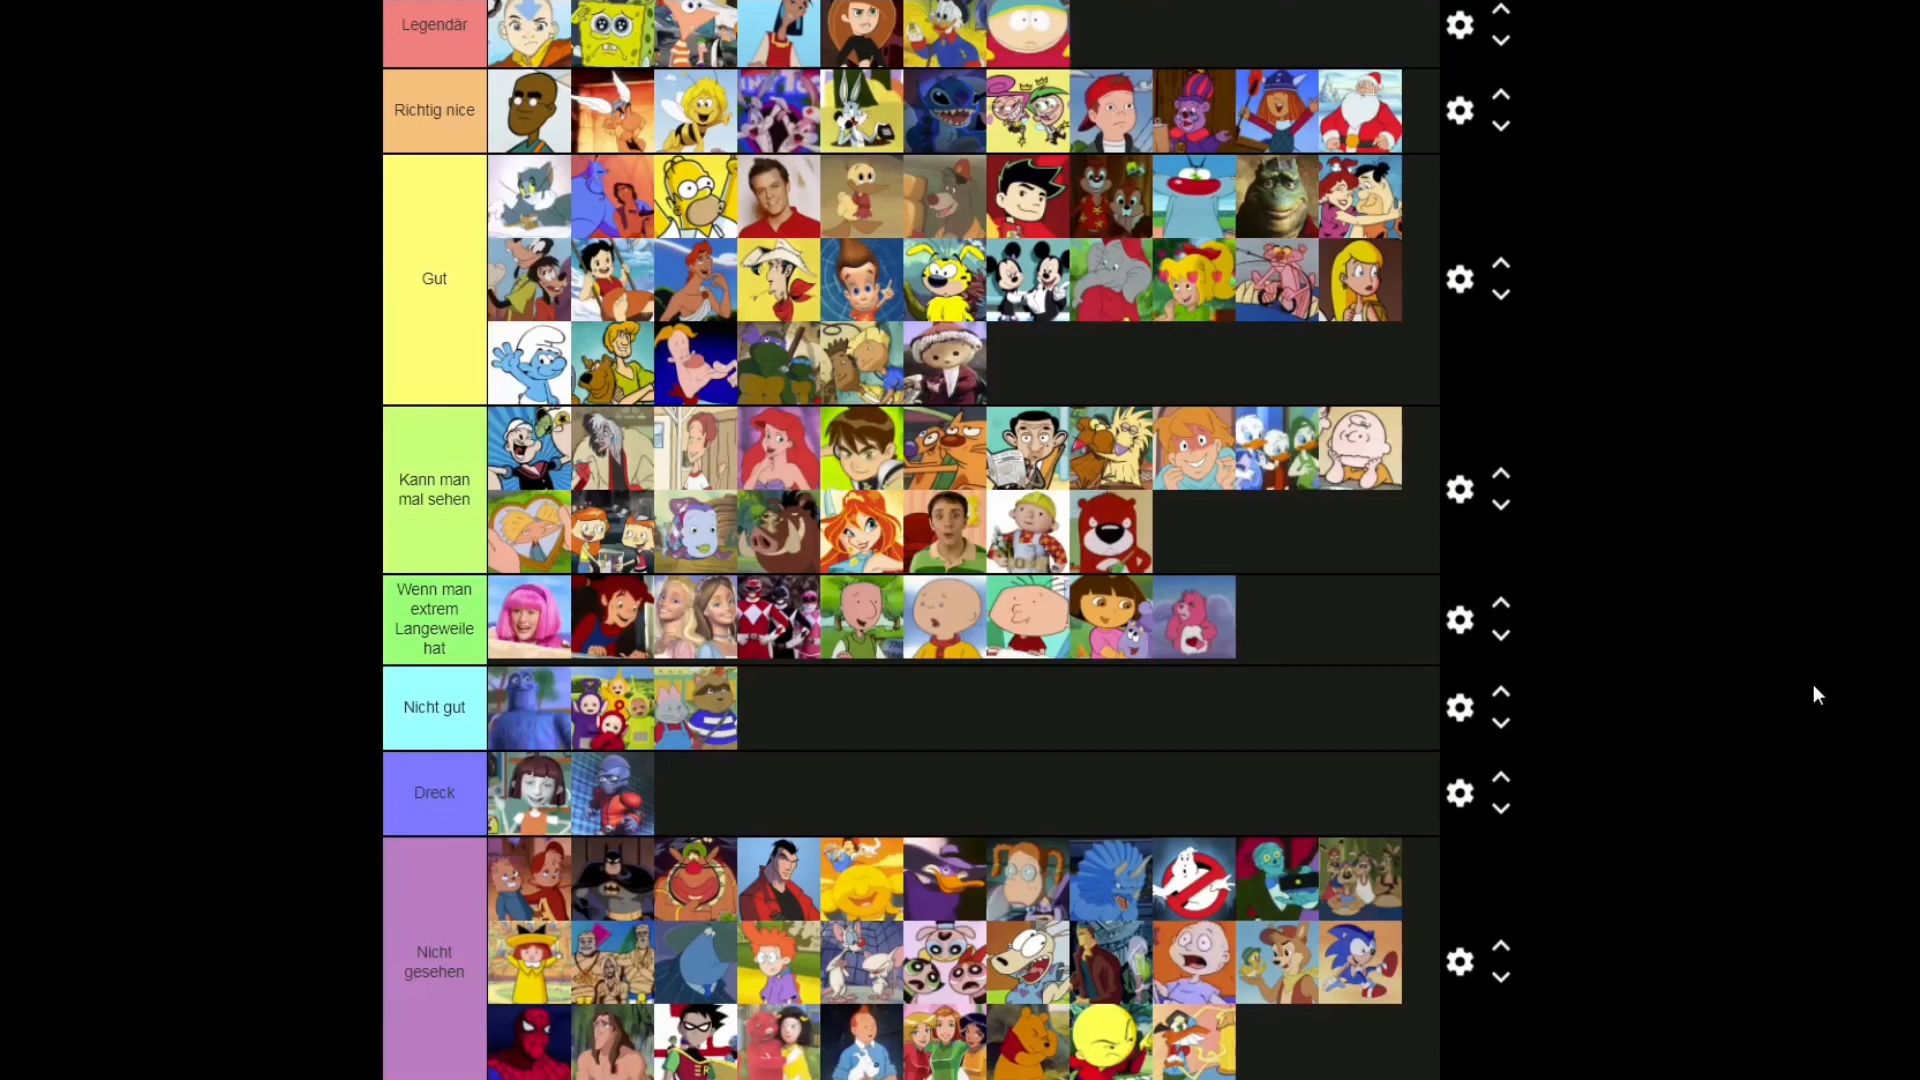 Legendär
Richtig nice
Gut
Kann man
mal sehen
Wenn man
extrem
Langeweile
hat
Nicht gut
Dreck
Nicht
gesehen